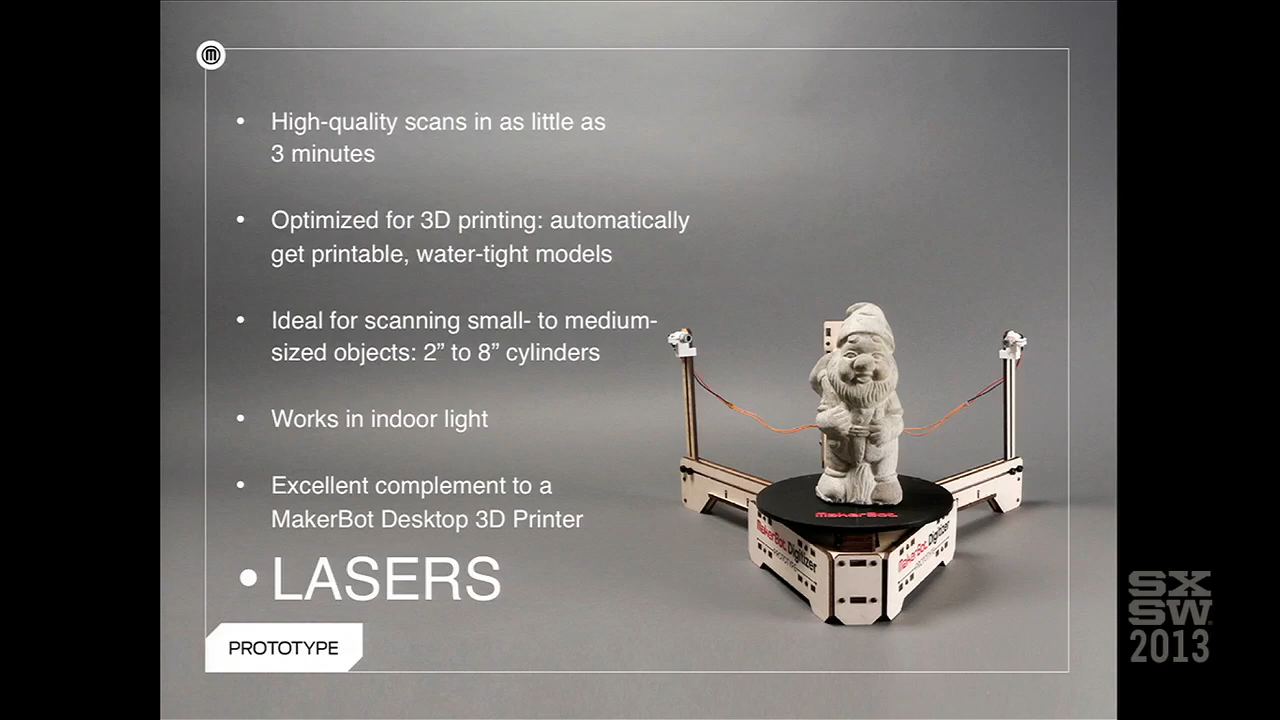 • High-quality scans in as little as
3 minutes
• Optimized for 3D printing: automatically
get printable, water-tight models
• Ideal for scanning small- to medium-
sized objects: 2” to 8” cylinders
• Works in indoor light
• Excellent complement to a
MakerBot Desktop 3D Printer
• LASERS
PROTOTYPE
MakerBot
MakerBot Digitizer
PROTOTYPE
MakerBot Digitizer
PROTOTYPE
SX
SW
2013